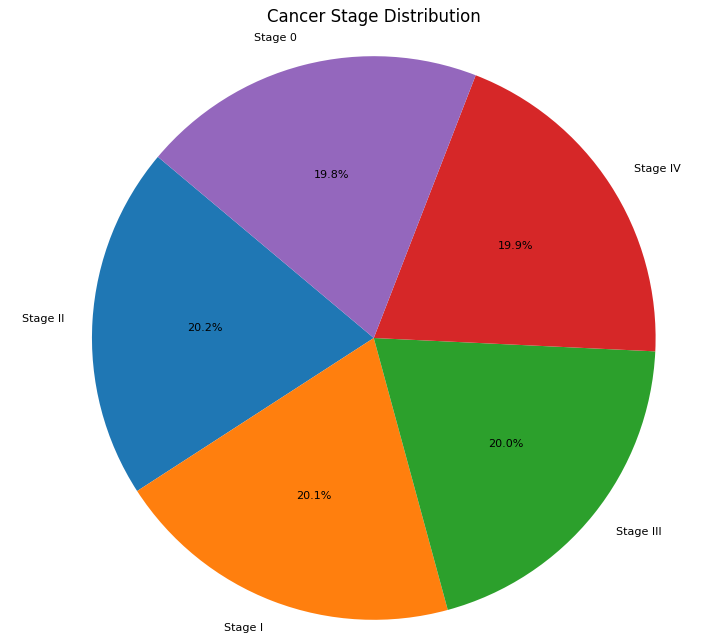 Cancer Stage Distribution
Stage 0
19.8%
Stage IV
19.9%
Stage II
20.2%
20.0%
20.1%
Stage III
Stage I